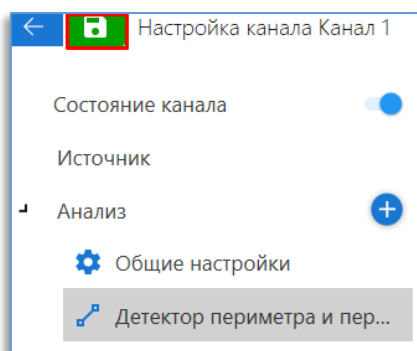 Настройка канала Канал 1
Состояние канала
Источник
Анализ
Общие настройки
Детектор периметра и пер...